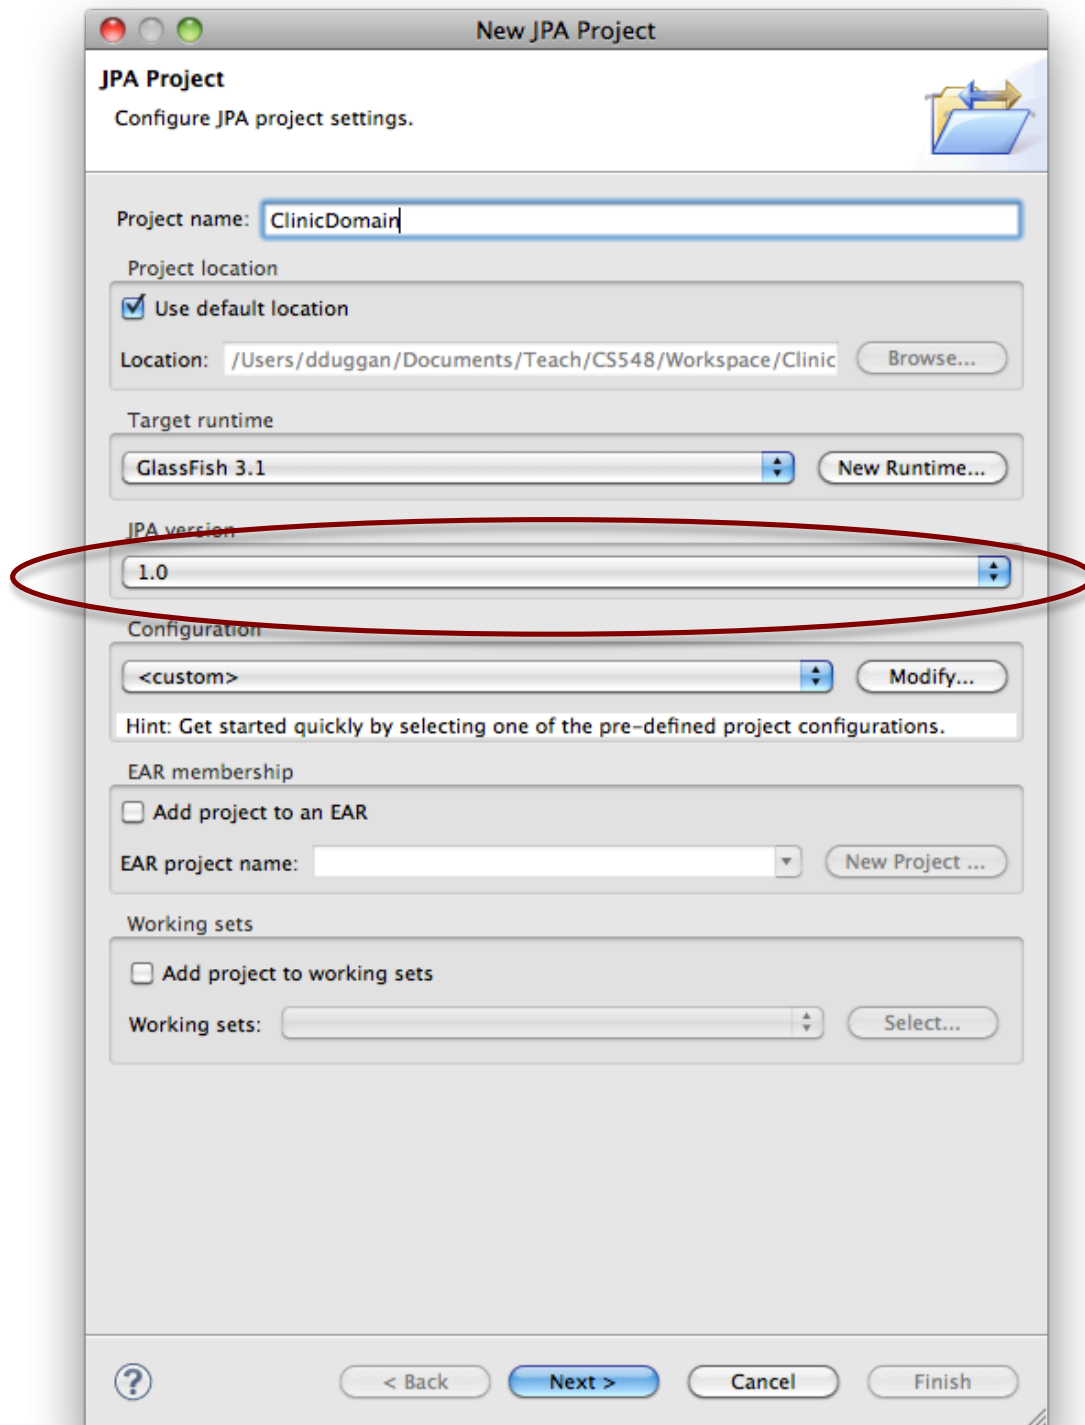 New JPA Project
JPA Project
Configure JPA project settings.
Project name: ClinicDomain
Project location
Use default location
Location: /Users/dduggan/Documents/Teach/CS548/Workspace/Clinic Browse...
Target runtime
GlassFish 3.1 New Runtime...
JPA version
1.0
Configuration
<custom> Modify...
Hint: Get started quickly by selecting one of the pre-defined project configurations.
EAR membership
Add project to an EAR
EAR project name: New Project ...
Working sets
Add project to working sets
Working sets: Select...
? < Back Next > Cancel Finish